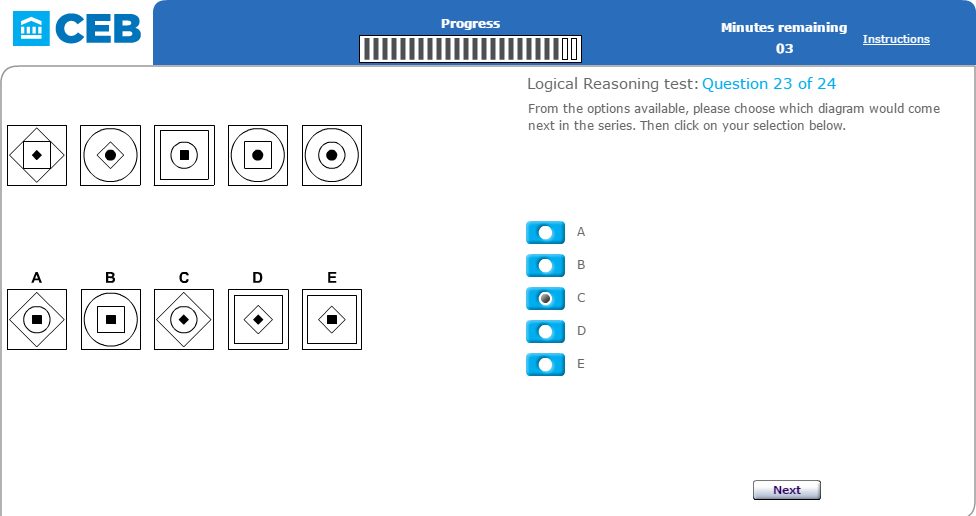 CEB
Progress
Minutes remaining
03
Instructions
Logical Reasoning test: Question 23 of 24
From the options available, please choose which diagram would come
next in the series. Then click on your selection below.
A B C D E
A
B
C
D
E
Next